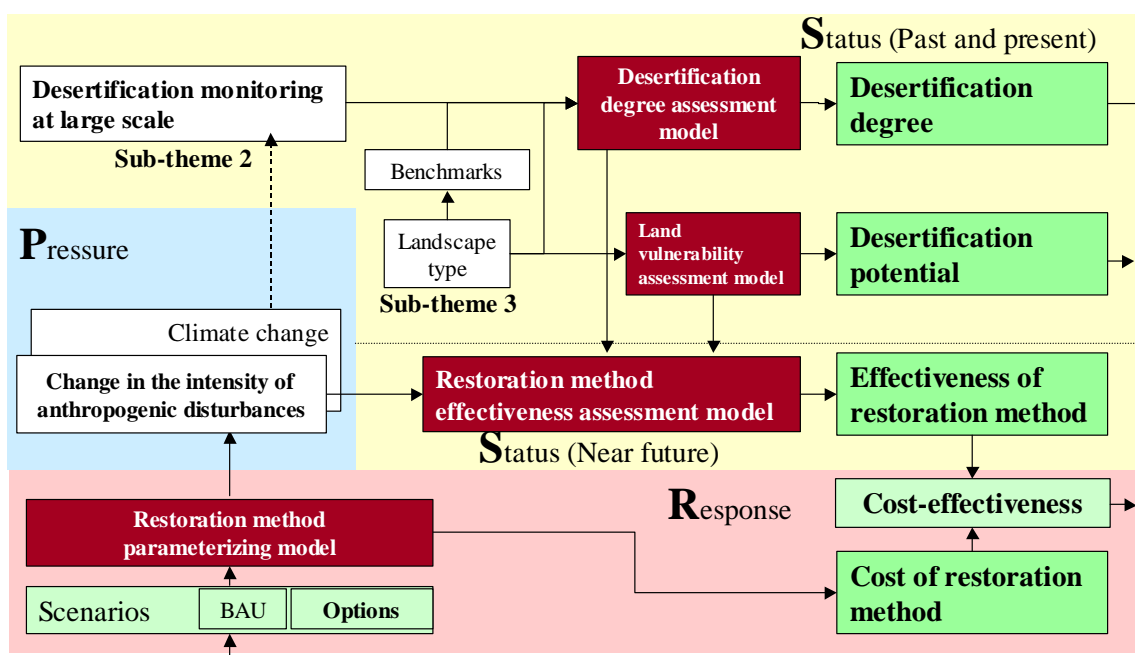 Status (Past and present)
Desertification monitoring
at large scale
Sub-theme 2
Desertification
degree assessment
model
Desertification
degree
Benchmarks
Landscape
type
Sub-theme 3
Land
vulnerability
assessment model
Desertification
potential
Pressure
Climate change
Change in the intensity of
anthropogenic disturbances
Restoration method
effectiveness assessment model
Effectiveness of
restoration method
Status (Near future)
Response
Restoration method
parameterizing model
Cost-effectiveness
Cost of restoration
method
Scenarios
BAU
Options